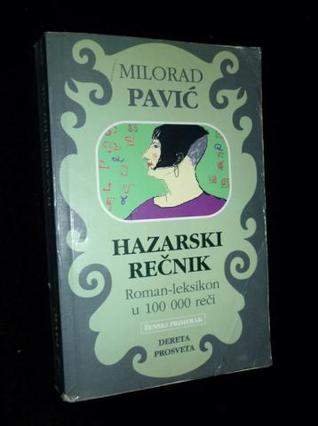 MILORAD
PAVIĆ
HAZARSKI
REČNIK
Roman-leksikon
u 100 000 reči
ŽENSKI PRIMERAK
DERETA
PROSVETA